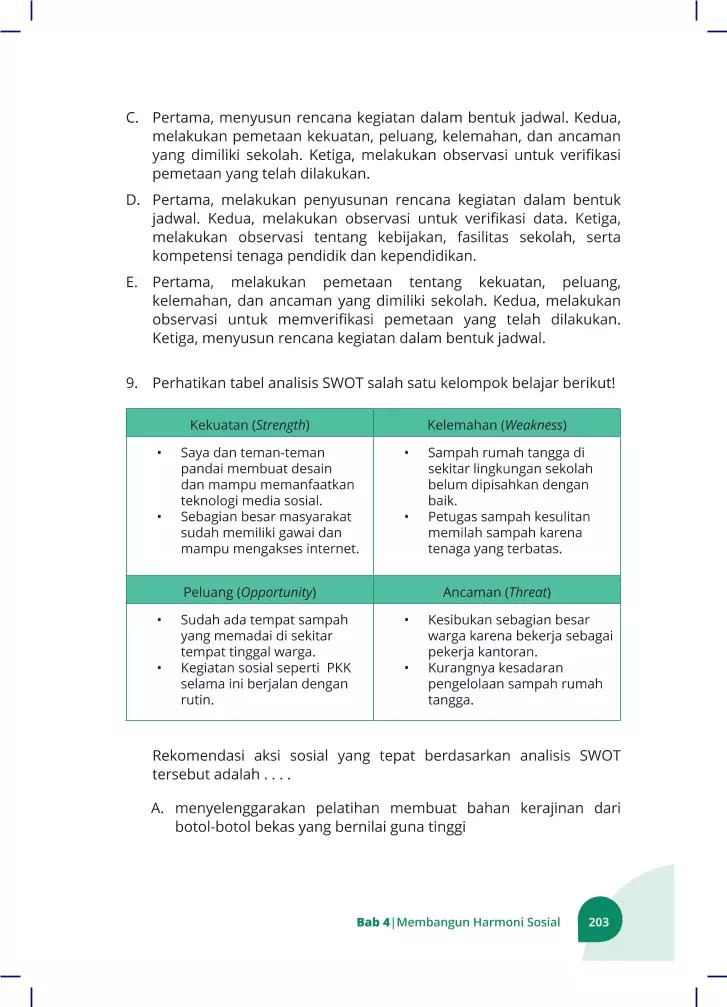 C. Pertama, menyusun rencana kegiatan dalam bentuk jadwal. Kedua,
melakukan pemetaan kekuatan, peluang, kelemahan, dan ancaman
yang dimiliki sekolah. Ketiga, melakukan observasi untuk verifikasi
pemetaan yang telah dilakukan.
D. Pertama, melakukan penyusunan rencana kegiatan dalam bentuk
jadwal. Kedua, melakukan observasi untuk verifikasi data. Ketiga,
melakukan observasi tentang kebijakan, fasilitas sekolah, serta
kompetensi tenaga pendidik dan kependidikan.
E. Pertama, melakukan pemetaan tentang kekuatan, peluang,
kelemahan, dan ancaman yang dimiliki sekolah. Kedua, melakukan
observasi untuk memverifikasi pemetaan yang telah dilakukan.
Ketiga, menyusun rencana kegiatan dalam bentuk jadwal.
9. Perhatikan tabel analisis SWOT salah satu kelompok belajar berikut!
Kekuatan (Strength)
• Saya dan teman-teman
pandai membuat desain
dan mampu memanfaatkan
teknologi media sosial.
• Sebagian besar masyarakat
sudah memiliki gawai dan
mampu mengakses internet.
Kelemahan (Weakness)
• Sampah rumah tangga di
sekitar lingkungan sekolah
belum dipisahkan dengan
baik.
• Petugas sampah kesulitan
memilah sampah karena
tenaga yang terbatas.
Peluang (Opportunity)
• Sudah ada tempat sampah
yang memadai di sekitar
tempat tinggal warga.
• Kegiatan sosial seperti PKK
selama ini berjalan dengan
rutin.
Ancaman (Threat)
• Kesibukan sebagian besar
warga karena bekerja sebagai
pekerja kantoran.
• Kurangnya kesadaran
pengelolaan sampah rumah
tangga.
Rekomendasi aksi sosial yang tepat berdasarkan analisis SWOT
tersebut adalah . . . .
A. menyelenggarakan pelatihan membuat bahan kerajinan dari
botol-botol bekas yang bernilai guna tinggi
Bab 4|Membangun Harmoni Sosial 203